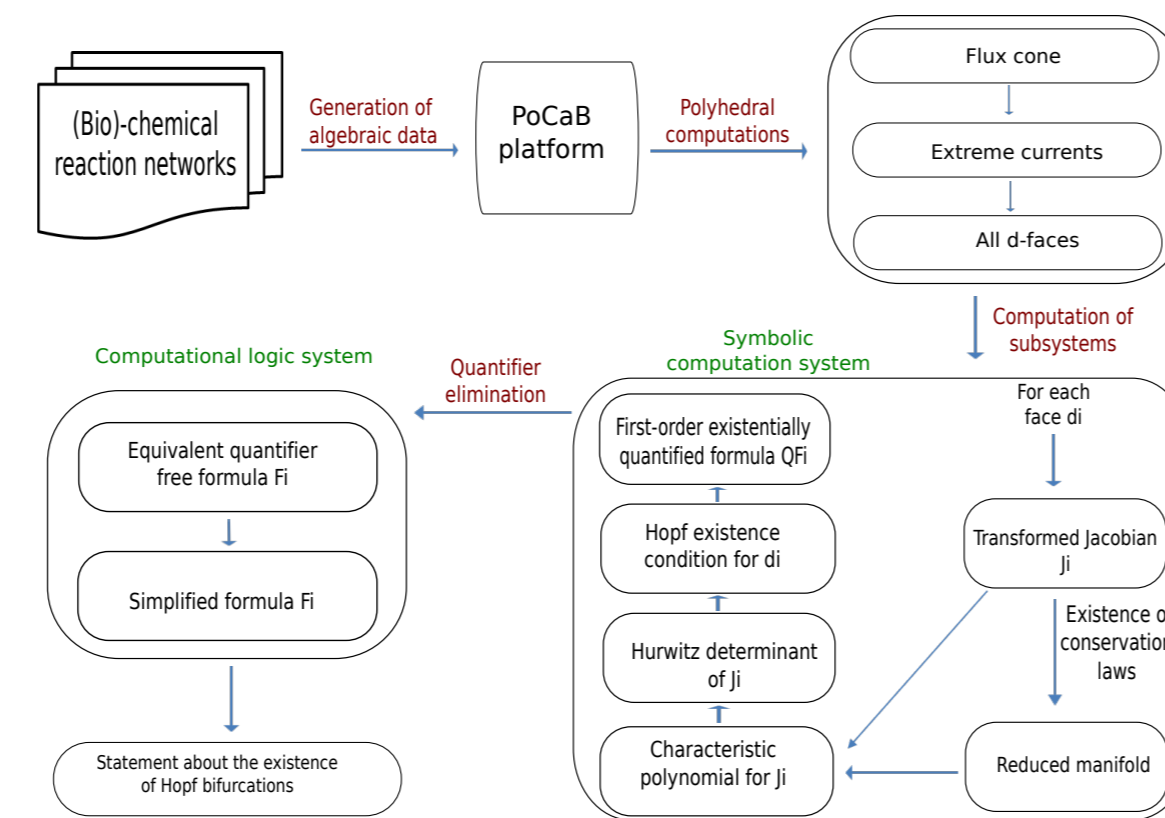 (Bio)-chemical
reaction networks
Generation of
algebraic data
PoCaB
platform
Polyhedral
computations
Flux cone
Extreme currents
All d-faces
Computation of
subsystems
Symbolic
computation system
For each
face di
Transformed Jacobian
Ji
Existence
conservation
laws
Reduced manifold
Characteristic
polynomial for Ji
Hurwitz determinant
of Ji
Hopf existence
condition for di
First-order existentially
quantified formula QFi
Quantifier
elimination
Computational logic system
Equivalent quantifier
free formula Fi
Simplified formula Fi
Statement about the existence
of Hopf bifurcations